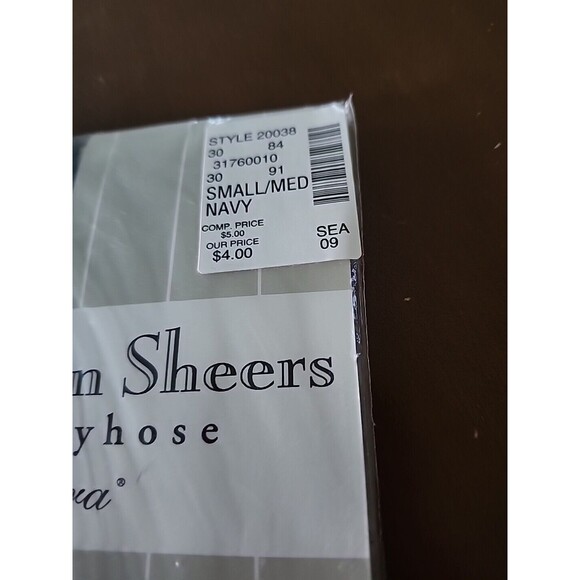 STYLE 20038
30 84
31760010
30 91
SMALL/MED
NAVY
COMP. PRICE
$5.00
OUR PRICE
$4.00
SEA
09
n Sheers
yhose
ra®